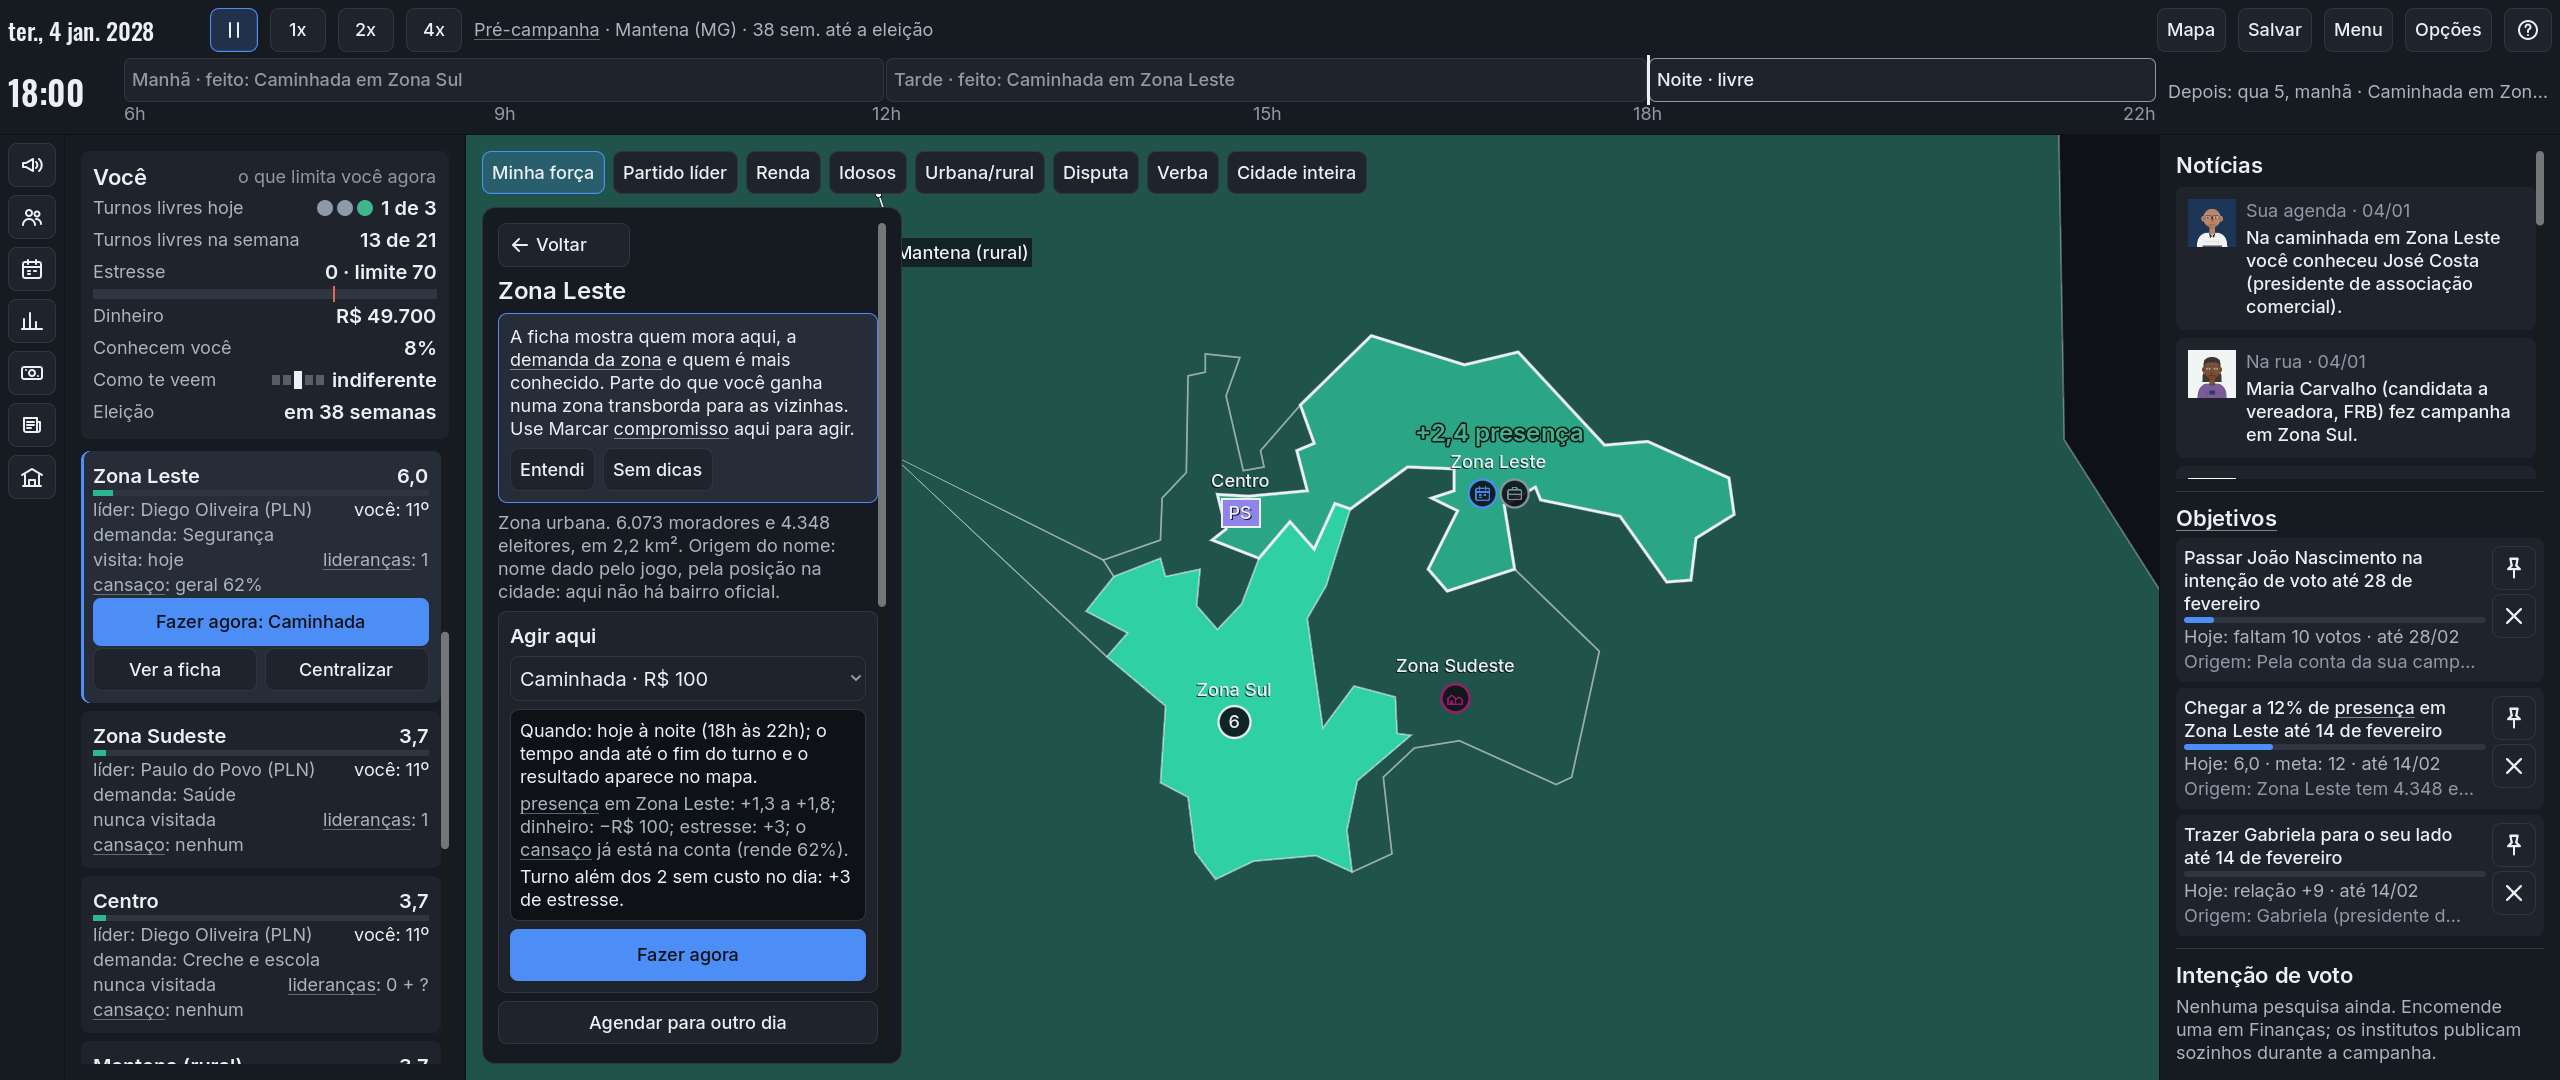 ter., 4 jan. 2028
1x
2x
4x
Pré-campanha · Mantena (MG) · 38 sem. até a eleição
Mapa
Salvar
Menu
Opções
18:00
Manhã · feito: Caminhada em Zona Sul
Tarde · feito: Caminhada em Zona Leste
Noite · livre
Depois: qua 5, manhã · Caminhada em Zon...
6h
9h
12h
15h
18h
22h
Você
o que limita você agora
Turnos livres hoje
1 de 3
Turnos livres na semana
13 de 21
Estresse
0 · limite 70
Dinheiro
R$ 49.700
Conhecem você
8%
Como te veem
indiferente
Eleição
em 38 semanas
Zona Leste
6,0
líder: Diego Oliveira (PLN)
você: 11º
demanda: Segurança
visita: hoje
lideranças: 1
cansaço: geral 62%
Fazer agora: Caminhada
Ver a ficha
Centralizar
Zona Sudeste
3,7
líder: Paulo do Povo (PLN)
você: 11º
demanda: Saúde
nunca visitada
lideranças: 1
cansaço: nenhum
Centro
3,7
líder: Diego Oliveira (PLN)
você: 11º
demanda: Creche e escola
nunca visitada
lideranças: 0 + ?
cansaço: nenhum
Mantena (rural)
3,7
Minha força
Partido líder
Renda
Idosos
Urbana/rural
Disputa
Verba
Cidade inteira
Voltar
Zona Leste
A ficha mostra quem mora aqui, a
demanda da zona e quem é mais
conhecido. Parte do que você ganha
numa zona transborda para as vizinhas.
Use Marcar compromisso aqui para agir.
Entendi
Sem dicas
Zona urbana. 6.073 moradores e 4.348
eleitores, em 2,2 km². Origem do nome:
nome dado pelo jogo, pela posição na
cidade: aqui não há bairro oficial.
Agir aqui
Caminhada · R$ 100
Quando: hoje à noite (18h às 22h); o
tempo anda até o fim do turno e o
resultado aparece no mapa.
presença em Zona Leste: +1,3 a +1,8;
dinheiro: −R$ 100; estresse: +3; o
cansaço já está na conta (rende 62%).
Turno além dos 2 sem custo no dia: +3
de estresse.
Fazer agora
Agendar para outro dia
Mantena (rural)
+2,4 presença
Zona Leste
Centro
PS
Zona Sudeste
Zona Sul
6
Notícias
Sua agenda · 04/01
Na caminhada em Zona Leste
você conheceu José Costa
(presidente de associação
comercial).
Na rua · 04/01
Maria Carvalho (candidata a
vereadora, FRB) fez campanha
em Zona Sul.
Objetivos
Passar João Nascimento na
intenção de voto até 28 de
fevereiro
Hoje: faltam 10 votos · até 28/02
Origem: Pela conta da sua camp...
Chegar a 12% de presença em
Zona Leste até 14 de fevereiro
Hoje: 6,0 · meta: 12 · até 14/02
Origem: Zona Leste tem 4.348 e...
Trazer Gabriela para o seu lado
até 14 de fevereiro
Hoje: relação +9 · até 14/02
Origem: Gabriela (presidente d...
Intenção de voto
Nenhuma pesquisa ainda. Encomende
uma em Finanças; os institutos publicam
sozinhos durante a campanha.